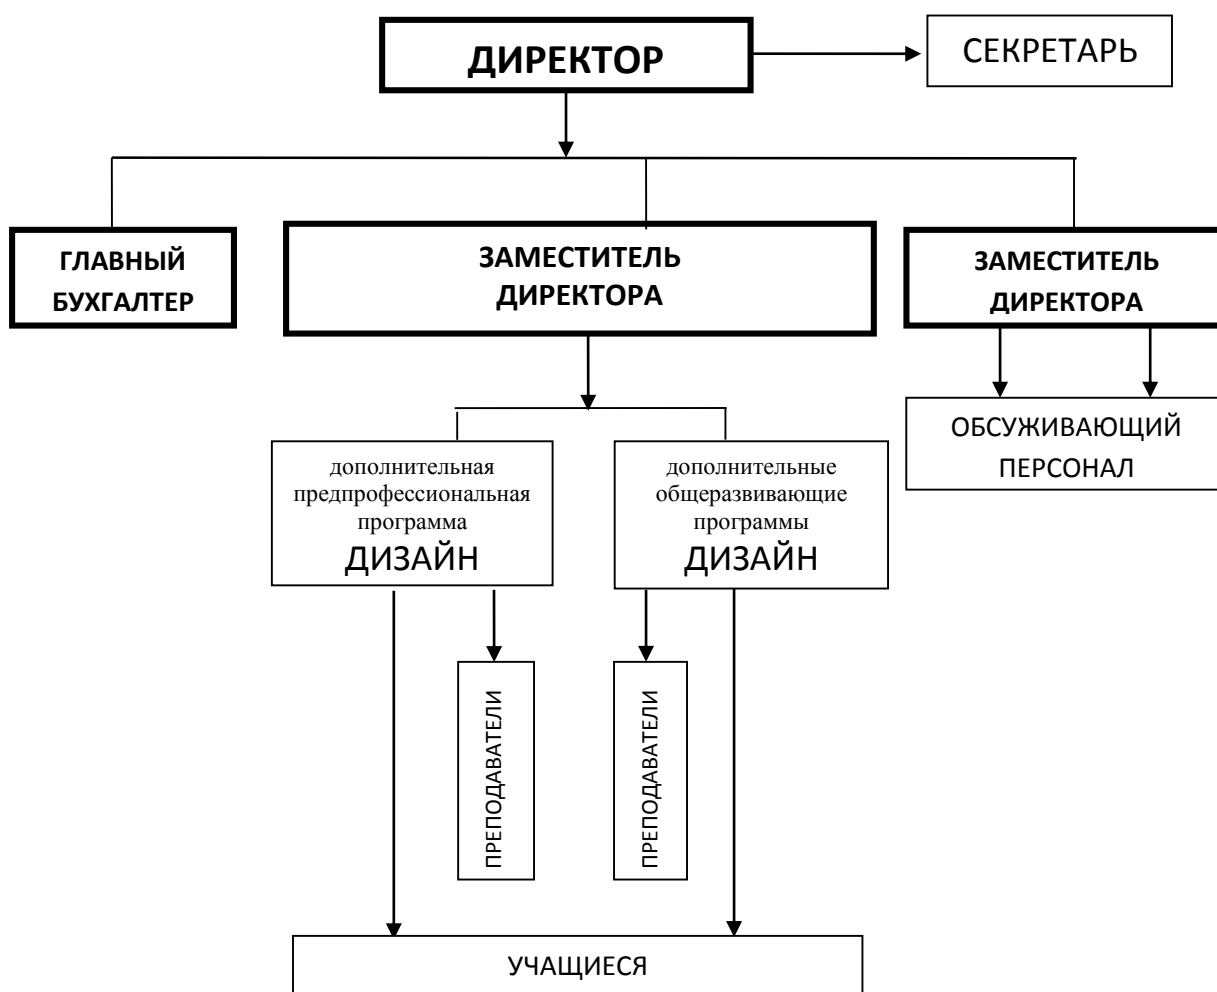 ДИРЕКТОР
СЕКРЕТАРЬ
ГЛАВНЫЙ
БУХГАЛТЕР
ЗАМЕСТИТЕЛЬ
ДИРЕКТОРА
ЗАМЕСТИТЕЛЬ
ДИРЕКТОРА
ОБСУЖИВАЮЩИЙ
ПЕРСОНАЛ
дополнительная
предпрофессиональная
программа
ДИЗАЙН
дополнительные
общеразвивающие
программы
ДИЗАЙН
ПРЕПОДАВАТЕЛИ
ПРЕПОДАВАТЕЛИ
УЧАЩИЕСЯ